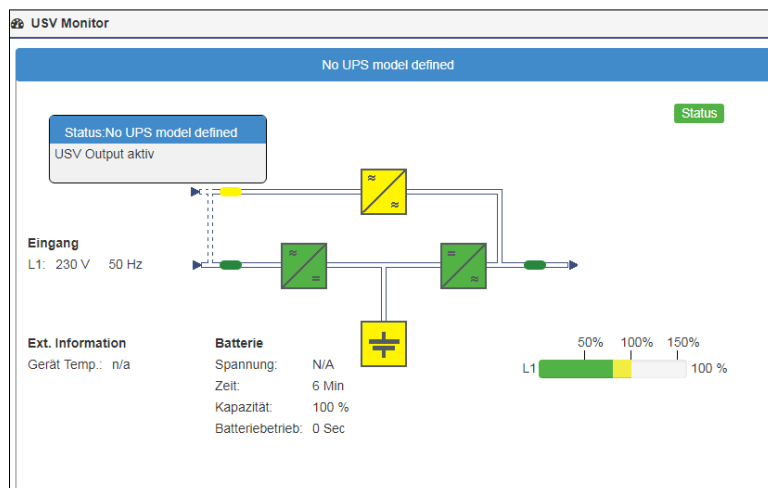 USV Monitor
No UPS model defined
Status
Status:No UPS model defined
USV Output aktiv
≈
≈
Eingang
L1: 230 V 50 Hz
≈
=
=
≈
Ext. Information
Gerät Temp.: n/a
Batterie
Spannung: N/A
Zeit: 6 Min
Kapazität: 100 %
Batteriebetrieb: 0 Sec
50% 100% 150%
L1 100 %